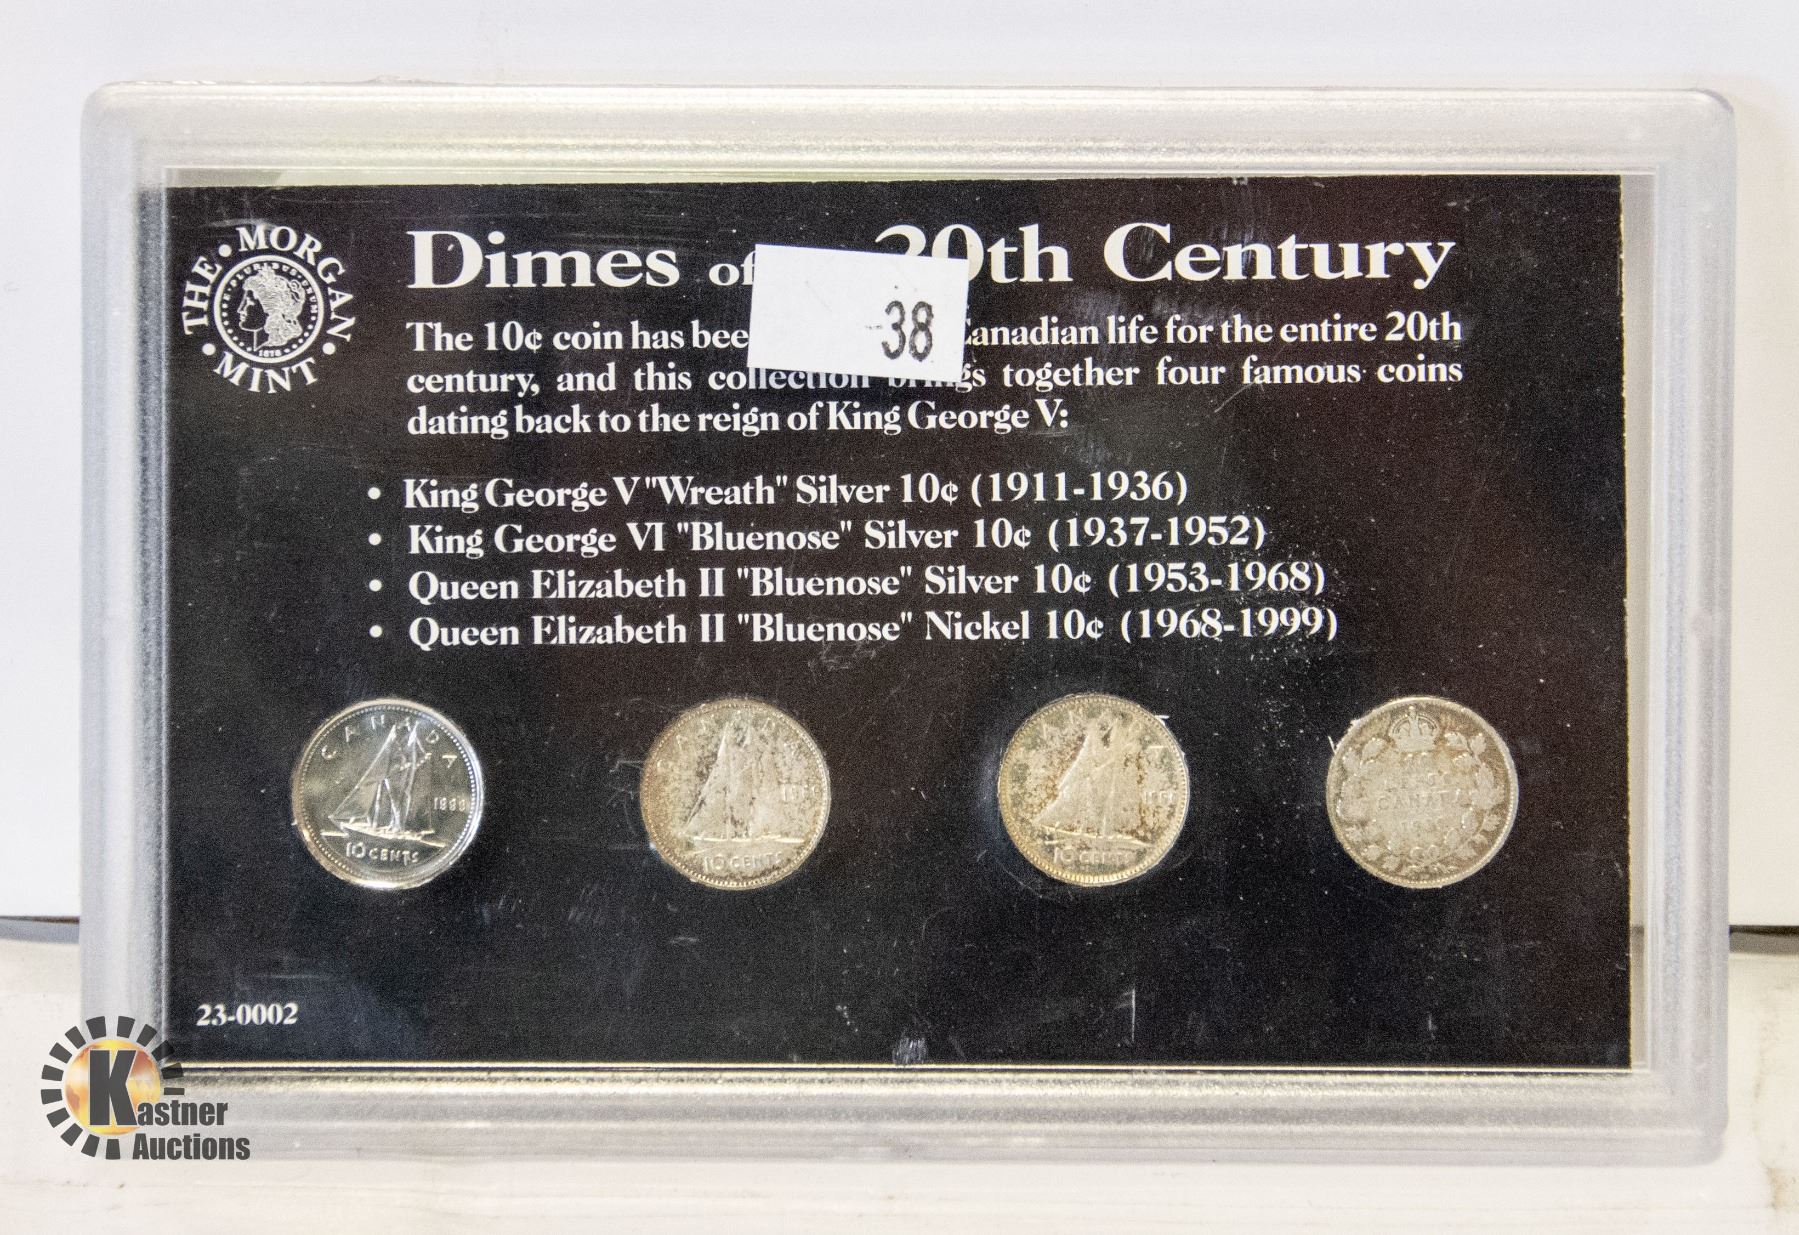 THE • MORGAN • MINT •
E PLURIBUS UNUM
1878
Dimes of 20th Century
38
The 10¢ coin has bee Canadian life for the entire 20th
century, and this collection brings together four famous coins
dating back to the reign of King George V:
• King George V "Wreath" Silver 10¢ (1911-1936)
• King George VI "Bluenose" Silver 10¢ (1937-1952)
• Queen Elizabeth II "Bluenose" Silver 10¢ (1953-1968)
• Queen Elizabeth II "Bluenose" Nickel 10¢ (1968-1999)
CANADA
10 CENTS
CANADA
10 CENTS
10 CENTS
CANADA
23-0002
Kastner
Auctions